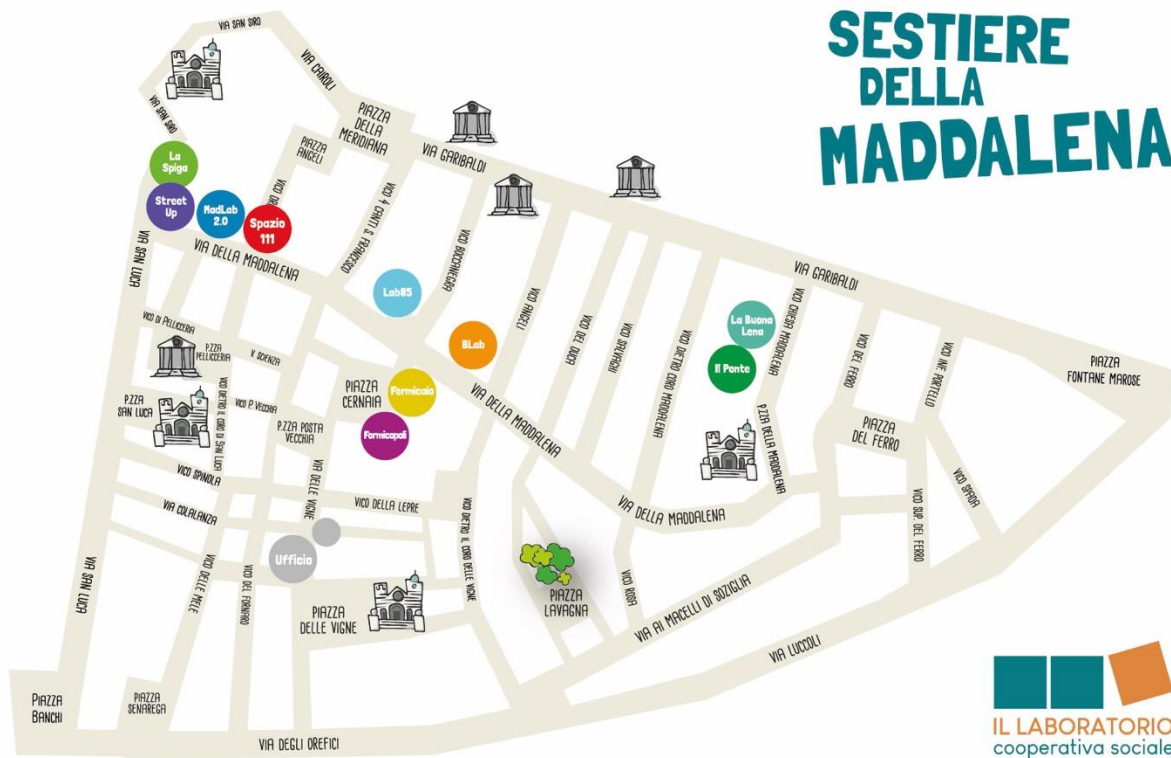 SESTIERE
DELLA
MADDALENA
VIA SAN SIRO
VIA CAIROLI
VIA SAN SIRO
PIAZZA
DELLA
MERIDIANA
PIAZZA
ANGELI
VIA GARIBALDI
La
Spiga
Street
Up
MadLab
2.0
Spazio
111
VICO 4 CANTI S. FRANCESCO
VICO BOCCANEGRA
VIA SAN LUCA
VIA DELLA MADDALENA
Lab85
BLab
VICO ANGELI
VICO DEL DUCA
VICO SALVAGHI
VICO DIETRO CORO MADDALENA
La Buona
Lena
Il Ponte
VICO CHIESA MADDALENA
VIA GARIBALDI
VICO DEL FERRO
VICO INF. PORTELLO
PIAZZA
FONTANE MAROSE
VICO DI PELLICCERIA
P.ZZA
PELLICCERIA
V. SCIENZA
PIAZZA
CERNAIA
Formicaio
Formicopoli
VIA DELLA MADDALENA
P.ZZA
SAN LUCA
VICO DIETRO IL CORO DI SAN LUCA
VICO P. VECCHIA
P.ZZA POSTA
VECCHIA
P.ZZA DELLA MADDALENA
PIAZZA
DEL FERRO
VICO SPINOLA
VIA DELLE VIGNE
VICO DELLA LEPRE
VICO DIETRO IL CORO DELLE VIGNE
VIA DELLA MADDALENA
VICO SUP. DEL FERRO
VICO SPADA
VIA COLALANZA
Ufficio
VIA SAN LUCA
VICO DELLE MELE
VICO DEL FORNARO
PIAZZA
DELLE VIGNE
PIAZZA
LAVAGNA
VICO ROSA
VIA AI MACELLI DI SOZIGLIA
VIA LUCCOLI
PIAZZA
BANCHI
PIAZZA
SENAREGA
VIA DEGLI OREFICI
IL LABORATORIO
cooperativa sociale